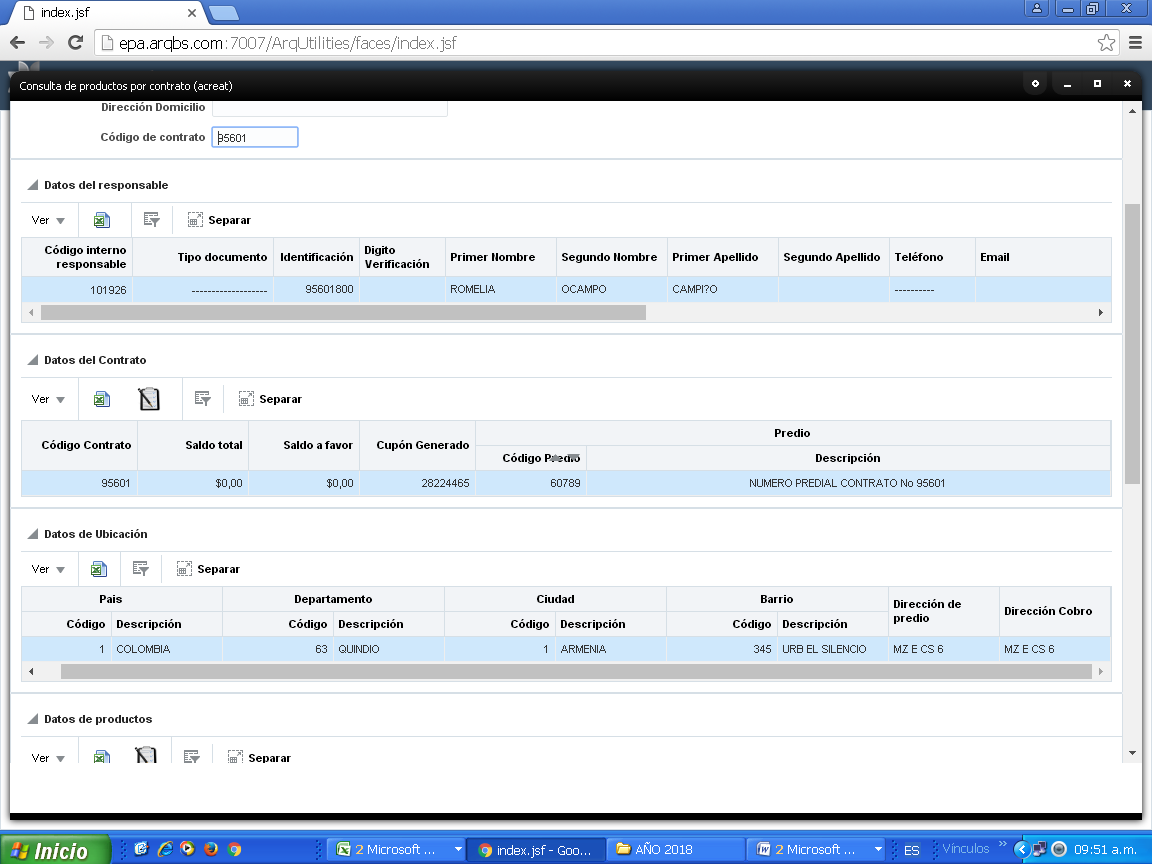 index.jsf
epa.arqbs.com:7007/ArqUtilities/faces/index.jsf
Consulta de productos por contrato (acreat)
Dirección Domicilio
Código de contrato 95601
Datos del responsable
Ver Separar
Código interno responsable Tipo documento Identificación Digito Verificación Primer Nombre Segundo Nombre Primer Apellido Segundo Apellido Teléfono Email
101926 ------------------- 95601800 ROMELIA OCAMPO CAMPI?O ----------
Datos del Contrato
Ver Separar
Código Contrato Saldo total Saldo a favor Cupón Generado Predio
Código Predio Descripción
95601 $0,00 $0,00 28224465 60789 NUMERO PREDIAL CONTRATO No 95601
Datos de Ubicación
Ver Separar
Pais Departamento Ciudad Barrio Dirección de predio Dirección Cobro
Código Descripción Código Descripción Código Descripción Código Descripción
1 COLOMBIA 63 QUINDIO 1 ARMENIA 345 URB EL SILENCIO MZ E CS 6 MZ E CS 6
Datos de productos
Ver Separar
Inicio 2 Microsoft ... index.jsf - Goo... AÑO 2018 2 Microsoft ... ES Vínculos » 09:51 a.m.